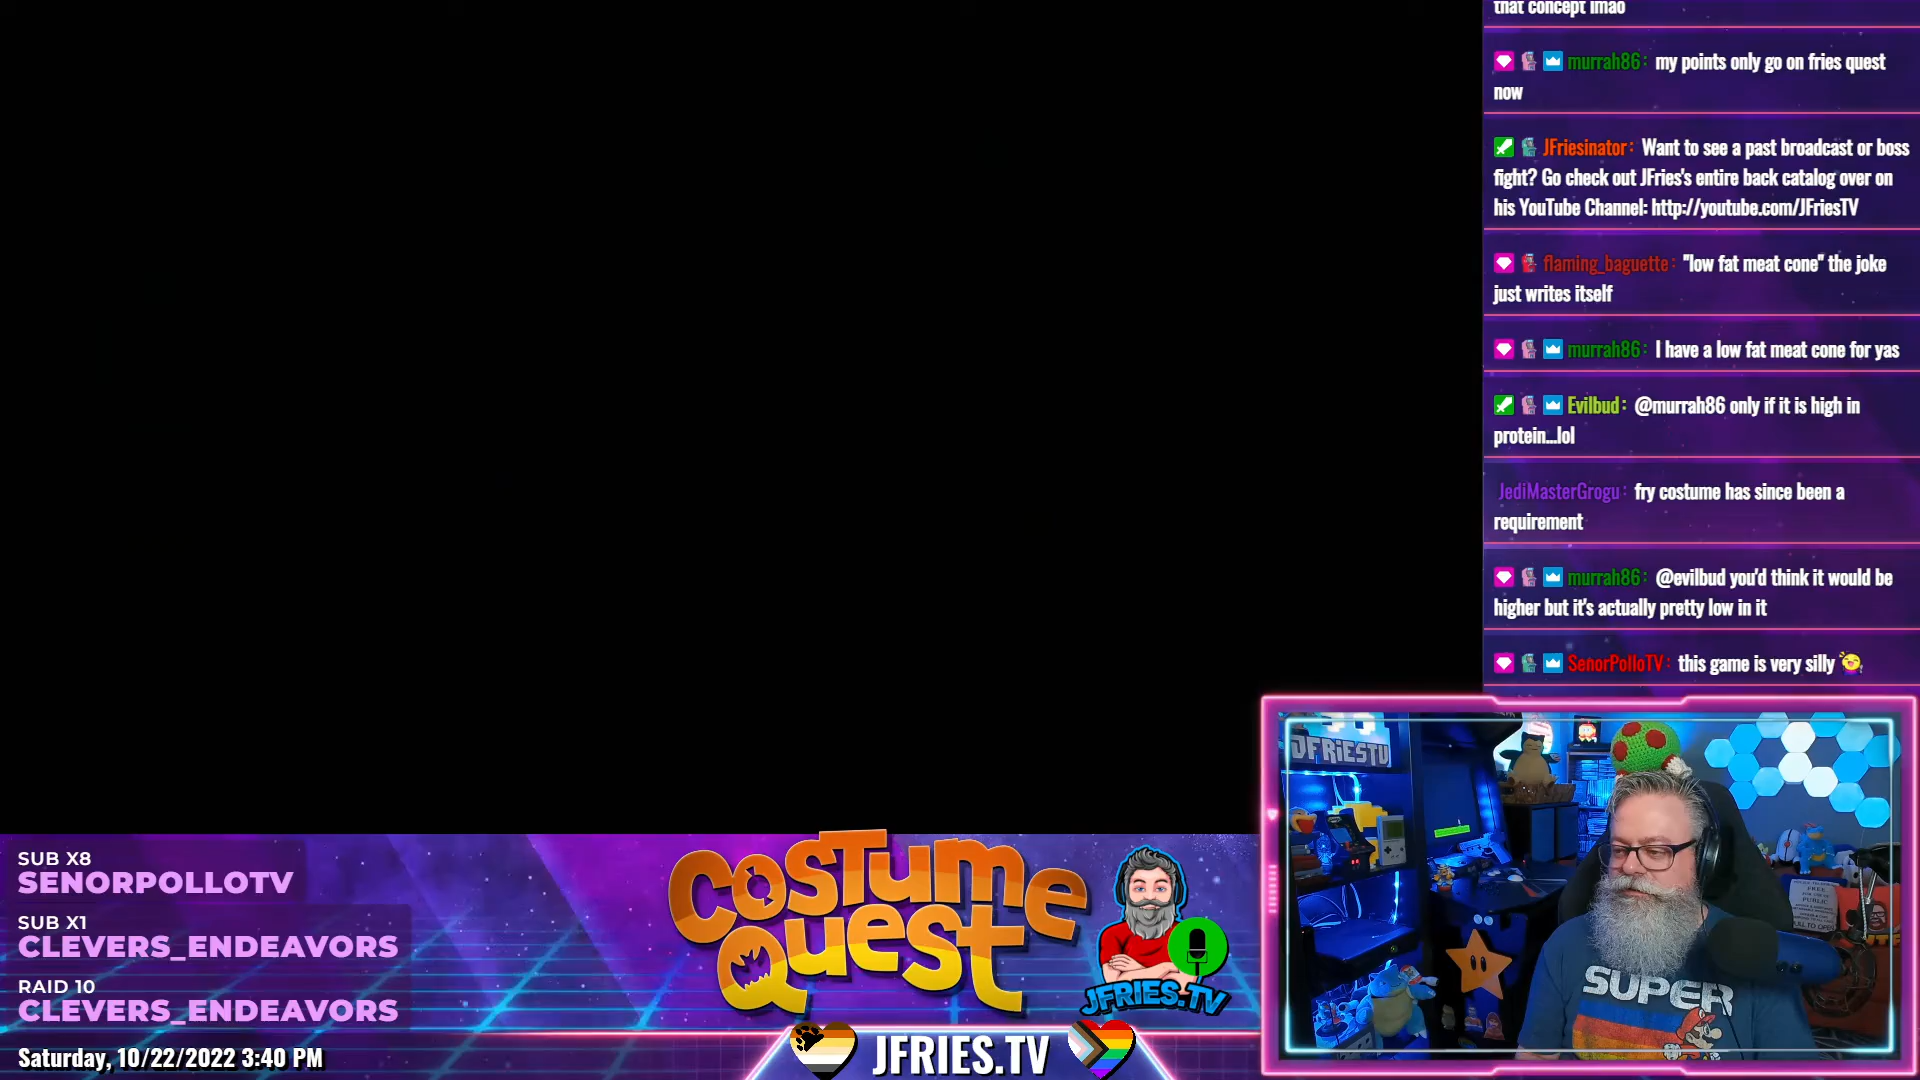 that concept lmao
murrah86: my points only go on fries quest
now
JFriesinator: Want to see a past broadcast or boss
fight? Go check out JFries's entire back catalog over on
his YouTube Channel: http://youtube.com/JFriesTV
flaming_baguette: "low fat meat cone" the joke
just writes itself
murrah86: I have a low fat meat cone for yas
Evilbud: @murrah86 only if it is high in
protein...lol
JediMasterGrogu: fry costume has since been a
requirement
murrah86: @evilbud you'd think it would be
higher but it's actually pretty low in it
SenorPolloTV: this game is very silly
JFRIESTV
SUPER
SUB X8
SENORPOLLOTV
SUB X1
CLEVERS_ENDEAVORS
RAID 10
CLEVERS_ENDEAVORS
Saturday, 10/22/2022 3:40 PM
COSTUME
QUEST
JFRIES.TV
JFRIES.TV